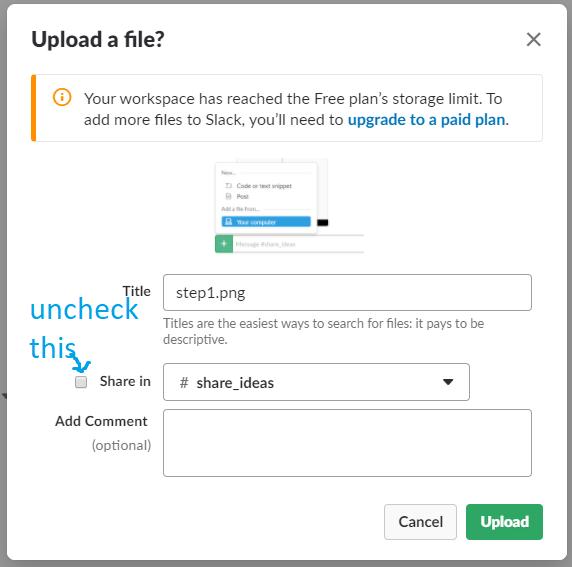 Upload a file?
Your workspace has reached the Free plan's storage limit. To
add more files to Slack, you'll need to upgrade to a paid plan.
New...
Code or text snippet
Post
Add a file from...
Your computer
+ Message #share_ideas
Title
step1.png
Titles are the easiest ways to search for files: it pays to be
descriptive.
uncheck
this
Share in
# share_ideas
Add Comment
(optional)
Cancel
Upload